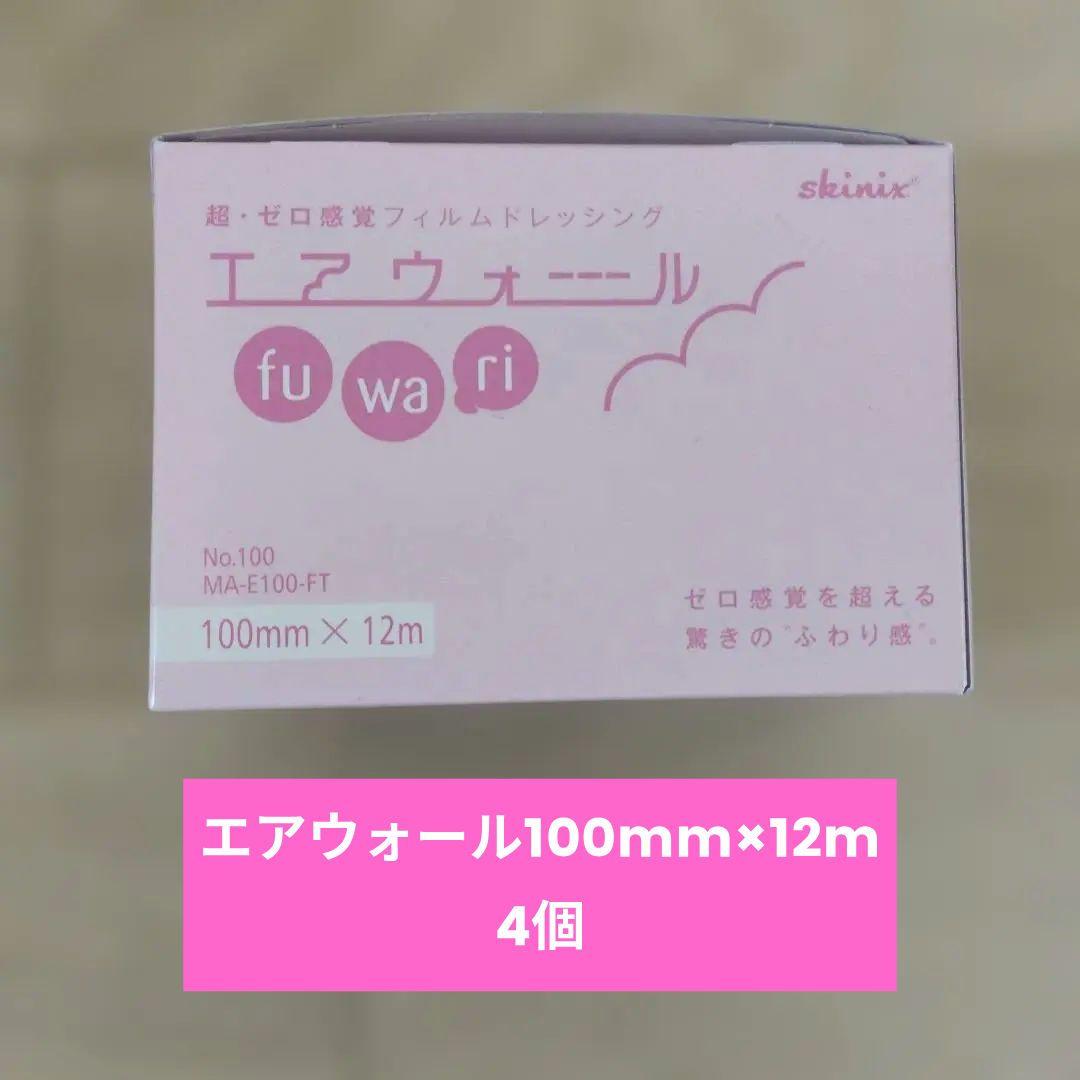 skinix
超・ゼロ感覚フィルムドレッシング
エアウォール
fuwari
No.100
MA-E100-FT
100mm × 12m
ゼロ感覚を超える
驚きの"ふわり感"。
エアウォール100mm×12m
4個